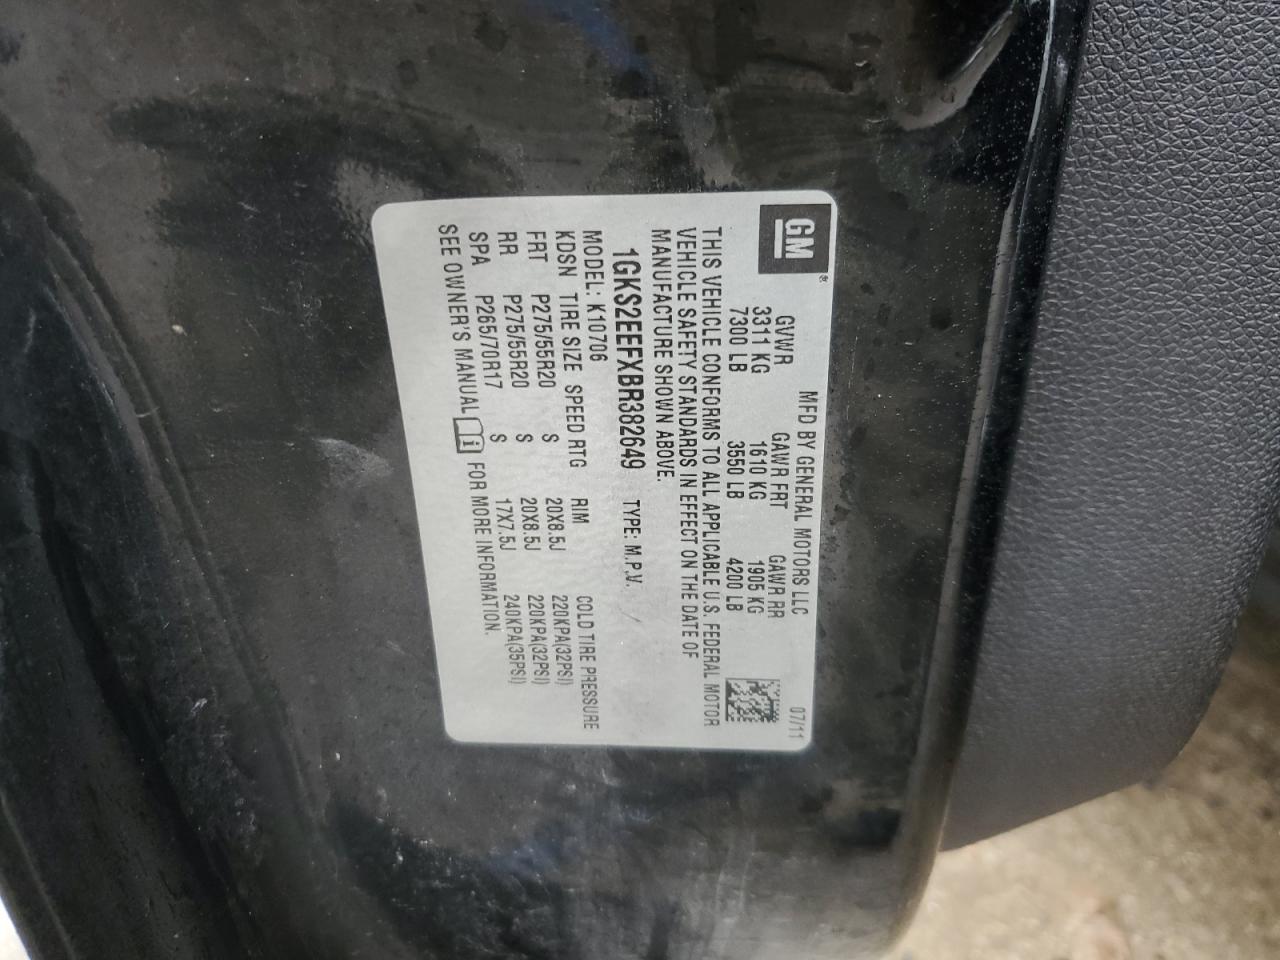 GM®
MFD BY GENERAL MOTORS LLC 07/11
GVWR GAWR FRT GAWR RR
3311 KG 1610 KG 1905 KG
7300 LB 3550 LB 4200 LB
THIS VEHICLE CONFORMS TO ALL APPLICABLE U.S. FEDERAL MOTOR
VEHICLE SAFETY STANDARDS IN EFFECT ON THE DATE OF
MANUFACTURE SHOWN ABOVE.
1GKS2EEFXBR382649 TYPE: M.P.V.
MODEL: K10706
KDSN TIRE SIZE SPEED RTG RIM COLD TIRE PRESSURE
FRT P275/55R20 S 20X8.5J 220KPA(32PSI)
RR P275/55R20 S 20X8.5J 220KPA(32PSI)
SPA P265/70R17 S 17X7.5J 240KPA(35PSI)
SEE OWNER'S MANUAL i FOR MORE INFORMATION.